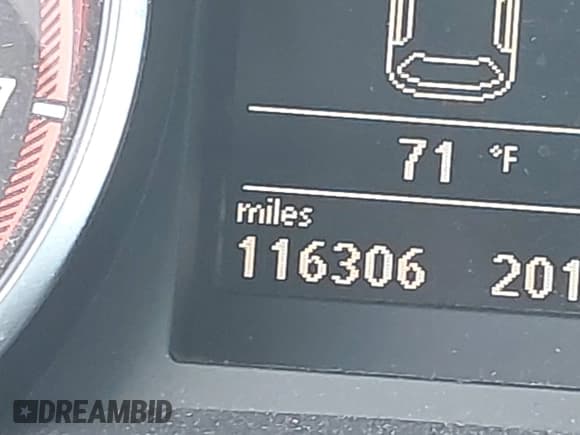 71 °F
miles
116306 201
DREAMBID